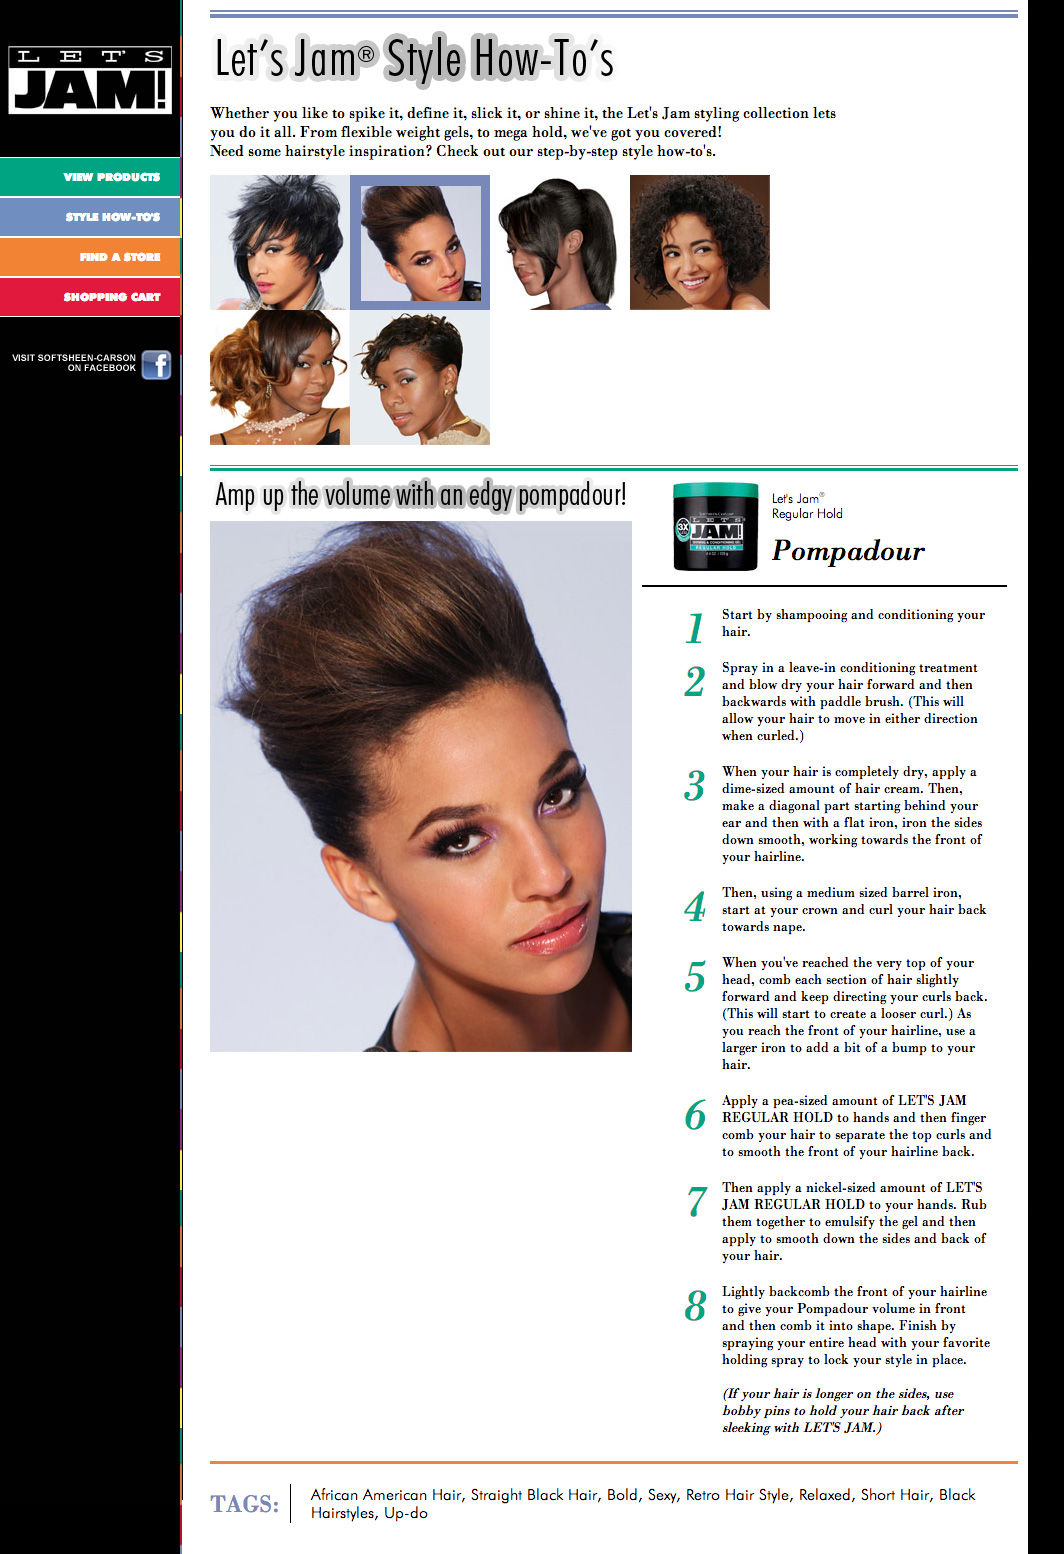 LET'S
JAM!
VIEW PRODUCTS
STYLE HOW-TO'S
FIND A STORE
SHOPPING CART
VISIT SOFTSHEEN-CARSON
ON FACEBOOK
Let's Jam® Style How-To's
Whether you like to spike it, define it, slick it, or shine it, the Let's Jam styling collection lets
you do it all. From flexible weight gels, to mega hold, we've got you covered!
Need some hairstyle inspiration? Check out our step-by-step style how-to's.
Amp up the volume with an edgy pompadour!
LET'S
JAM!
3X
SHINING & CONDITIONING GEL
REGULAR HOLD
Let's Jam®
Regular Hold
Pompadour
1 Start by shampooing and conditioning your
hair.
2 Spray in a leave-in conditioning treatment
and blow dry your hair forward and then
backwards with paddle brush. (This will
allow your hair to move in either direction
when curled.)
3 When your hair is completely dry, apply a
dime-sized amount of hair cream. Then,
make a diagonal part starting behind your
ear and then with a flat iron, iron the sides
down smooth, working towards the front of
your hairline.
4 Then, using a medium sized barrel iron,
start at your crown and curl your hair back
towards nape.
5 When you've reached the very top of your
head, comb each section of hair slightly
forward and keep directing your curls back.
(This will start to create a looser curl.) As
you reach the front of your hairline, use a
larger iron to add a bit of a bump to your
hair.
6 Apply a pea-sized amount of LET'S JAM
REGULAR HOLD to hands and then finger
comb your hair to separate the top curls and
to smooth the front of your hairline back.
7 Then apply a nickel-sized amount of LET'S
JAM REGULAR HOLD to your hands. Rub
them together to emulsify the gel and then
apply to smooth down the sides and back of
your hair.
8 Lightly backcomb the front of your hairline
to give your Pompadour volume in front
and then comb it into shape. Finish by
spraying your entire head with your favorite
holding spray to lock your style in place.
(If your hair is longer on the sides, use
bobby pins to hold your hair back after
sleeking with LET'S JAM.)
TAGS:
African American Hair, Straight Black Hair, Bold, Sexy, Retro Hair Style, Relaxed, Short Hair, Black
Hairstyles, Up-do